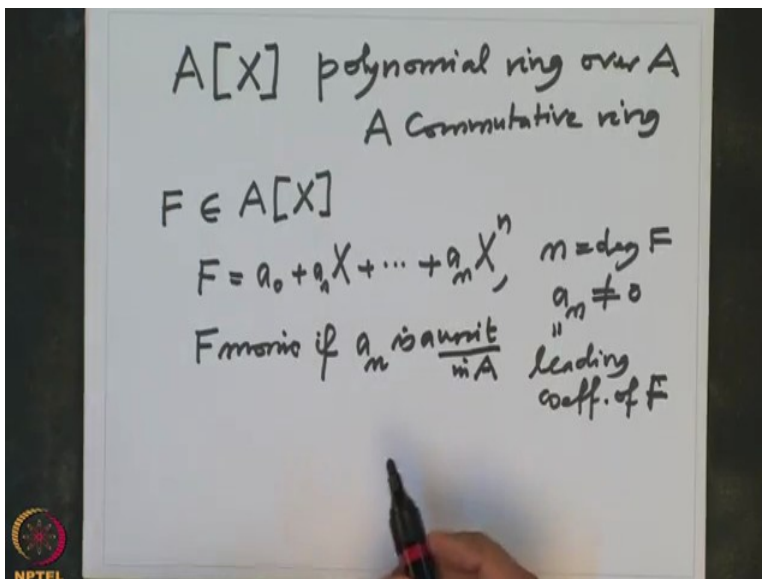 A[X] polynomial ring over A
A Commutative ring
F ∈ A[X]
F = a₀ + a₁X + ⋯ + aₙXⁿ, n = deg F
aₙ ≠ 0
F monic if aₙ is a unit in A
"
leading
coeff. of F
NPTEL